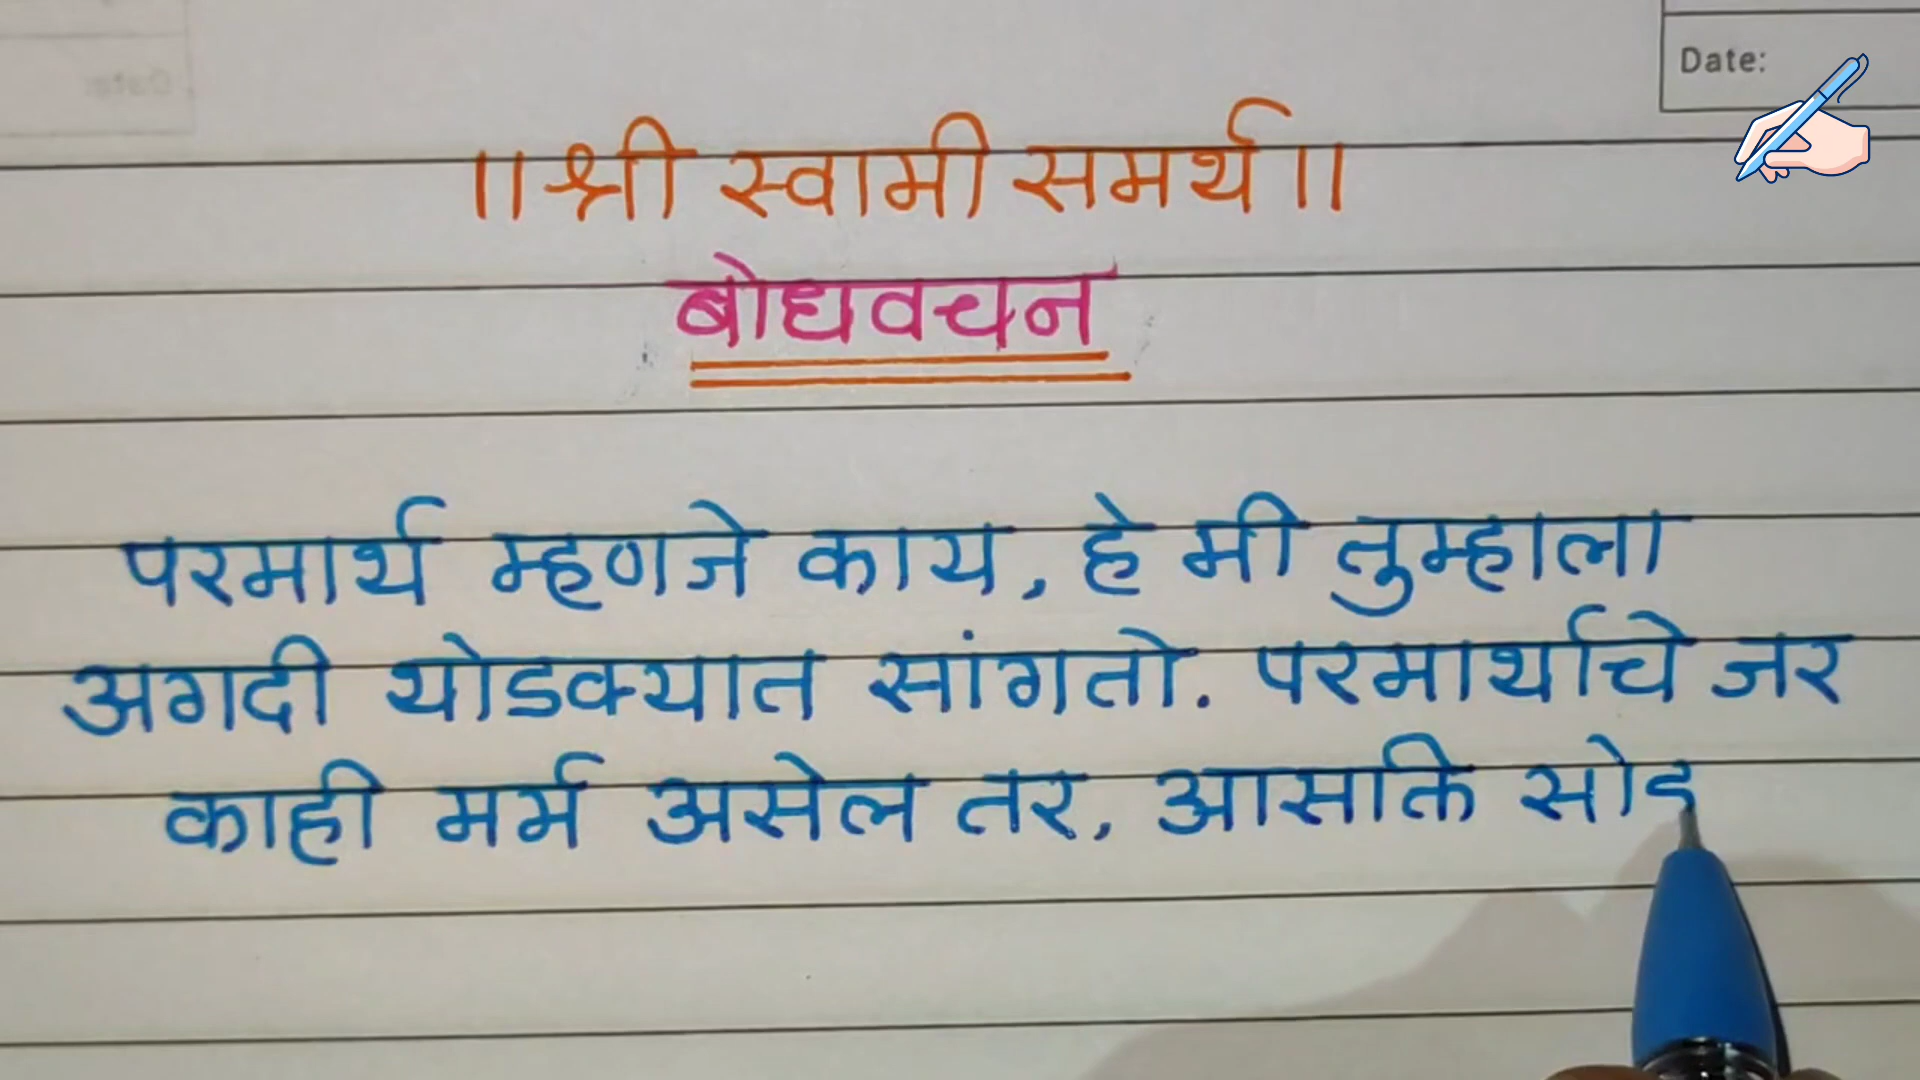 Date:
॥ श्री स्वामी समर्थ ॥
बोधवचन
परमार्थ म्हणजे काय, हे मी तुम्हाला
अगदी थोडक्यात सांगतो. परमार्थाचे जर
काही मर्म असेल तर, आसक्ति सोड